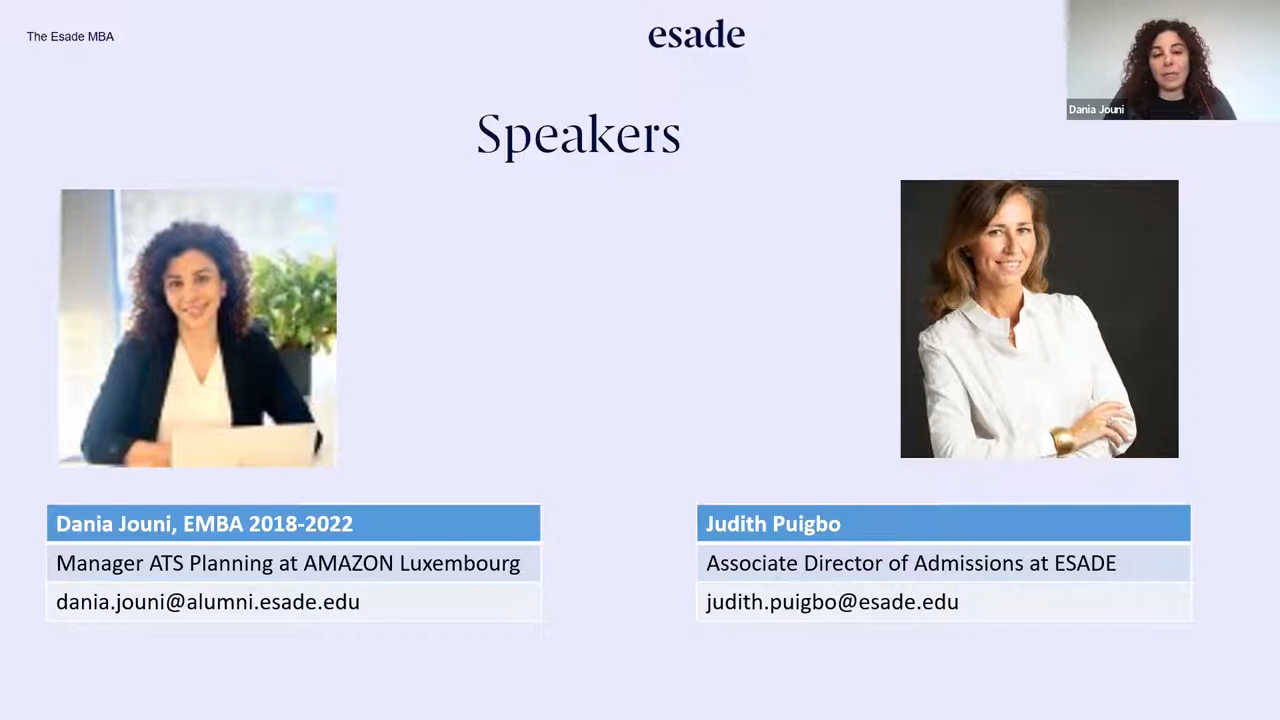 The Esade MBA
esade
Dania Jouni
Speakers
Dania Jouni, EMBA 2018-2022
Manager ATS Planning at AMAZON Luxembourg
dania.jouni@alumni.esade.edu
Judith Puigbo
Associate Director of Admissions at ESADE
judith.puigbo@esade.edu